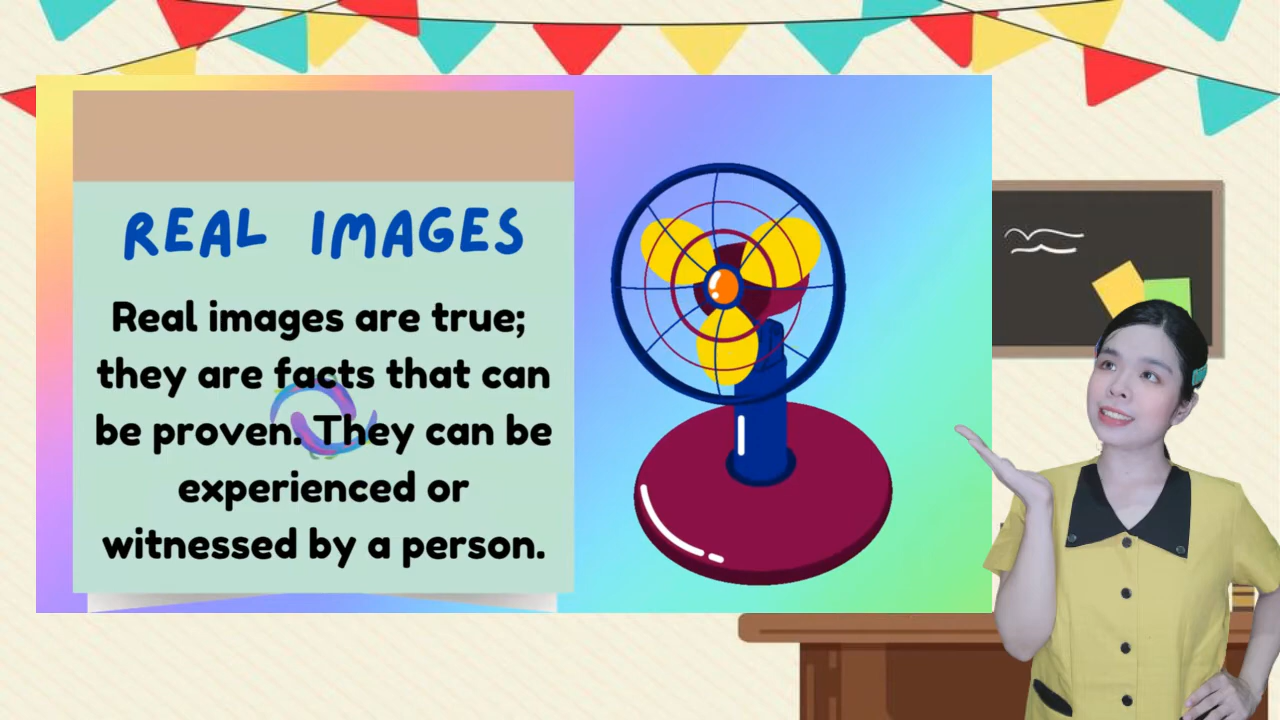 REAL IMAGES
Real images are true;
they are facts that can
be proven. They can be
experienced or
witnessed by a person.